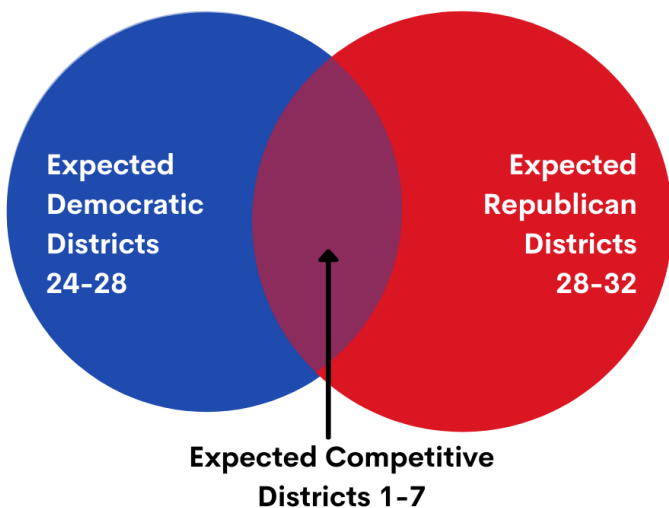 Expected
Democratic
Districts
24-28
Expected
Republican
Districts
28-32
Expected Competitive
Districts 1-7